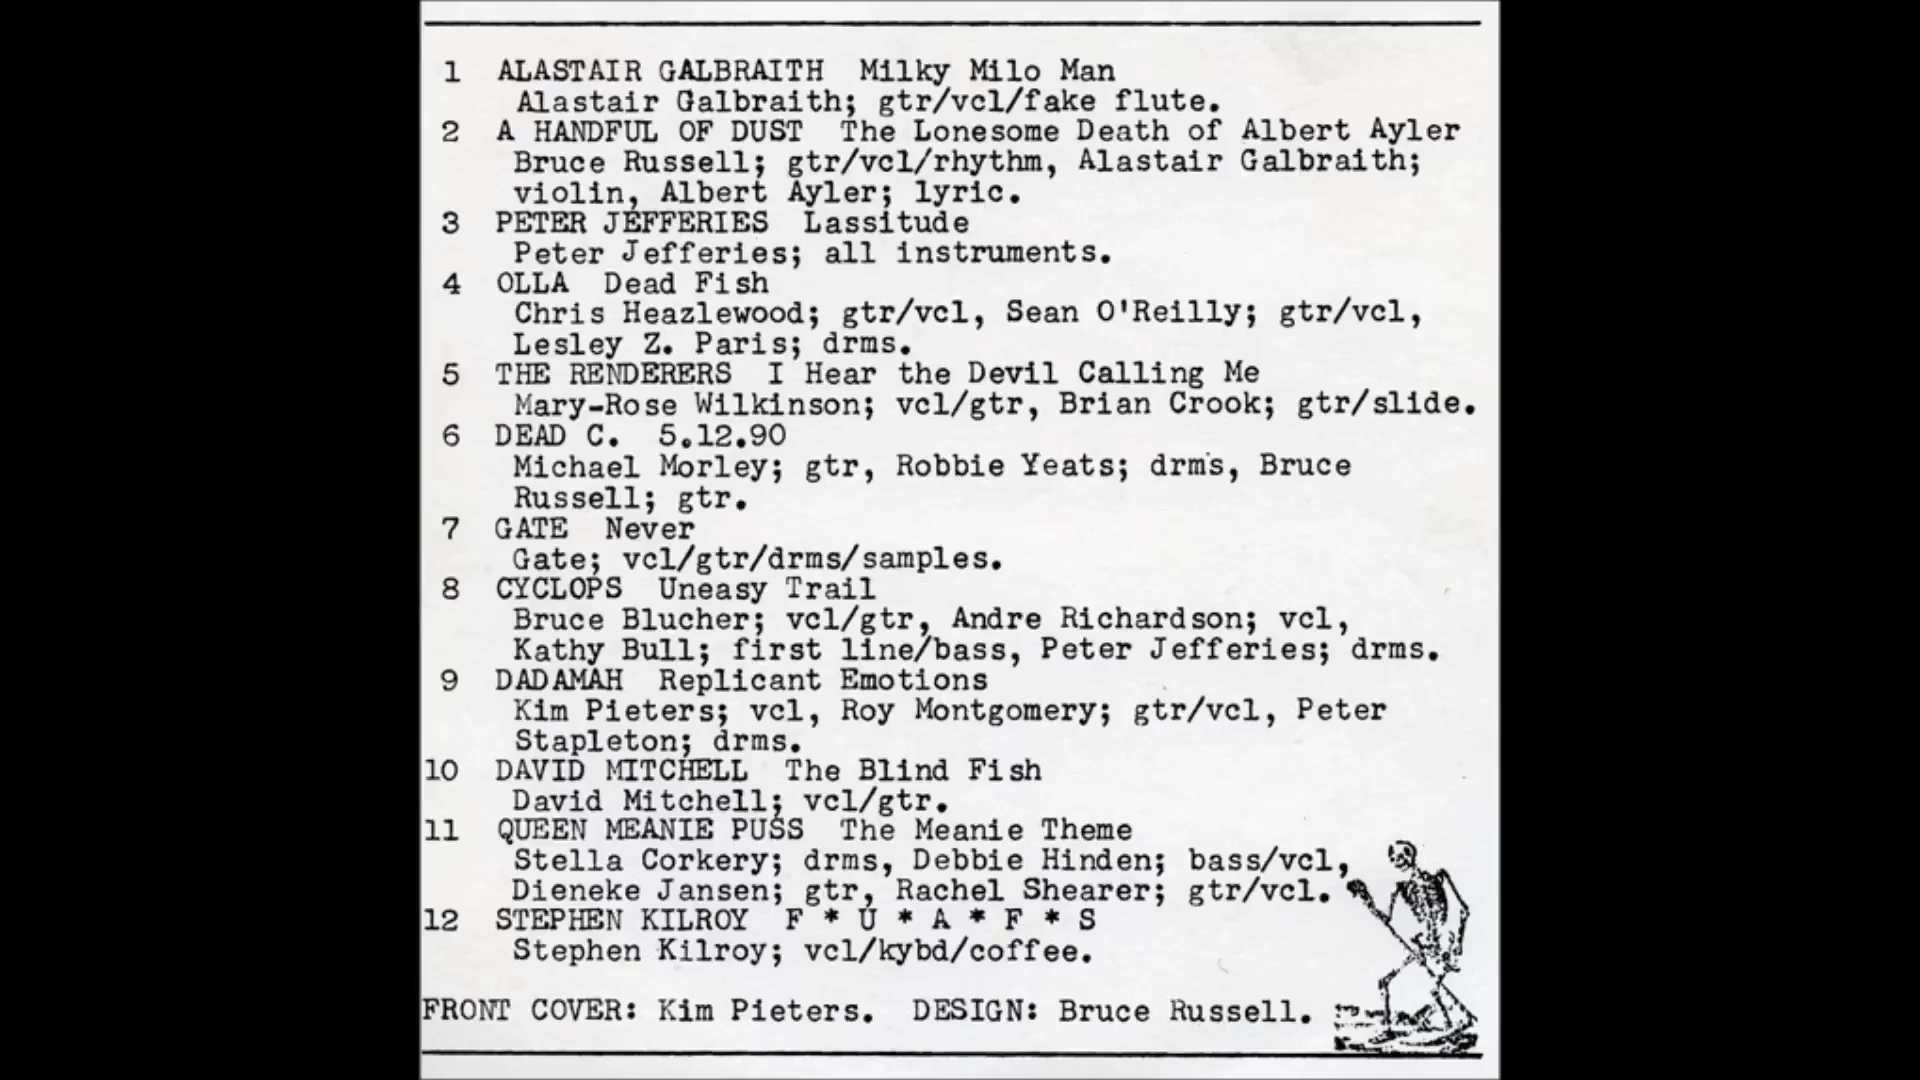 1 ALASTAIR GALBRAITH Milky Milo Man
Alastair Galbraith; gtr/vcl/fake flute.
2 A HANDFUL OF DUST The Lonesome Death of Albert Ayler
Bruce Russell; gtr/vcl/rhythm, Alastair Galbraith;
violin, Albert Ayler; lyric.
3 PETER JEFFERIES Lassitude
Peter Jefferies; all instruments.
4 OLLA Dead Fish
Chris Heazlewood; gtr/vcl, Sean O'Reilly; gtr/vcl,
Lesley Z. Paris; drms.
5 THE RENDERERS I Hear the Devil Calling Me
Mary-Rose Wilkinson; vcl/gtr, Brian Crook; gtr/slide.
6 DEAD C. 5.12.90
Michael Morley; gtr, Robbie Yeats; drms, Bruce
Russell; gtr.
7 GATE Never
Gate; vcl/gtr/drms/samples.
8 CYCLOPS Uneasy Trail
Bruce Blucher; vcl/gtr, Andre Richardson; vcl,
Kathy Bull; first line/bass, Peter Jefferies; drms.
9 DADAMAH Replicant Emotions
Kim Pieters; vcl, Roy Montgomery; gtr/vcl, Peter
Stapleton; drms.
10 DAVID MITCHELL The Blind Fish
David Mitchell; vcl/gtr.
11 QUEEN MEANIE PUSS The Meanie Theme
Stella Corkery; drms, Debbie Hinden; bass/vcl,
Dieneke Jansen; gtr, Rachel Shearer; gtr/vcl.
12 STEPHEN KILROY F * U * A * F * S
Stephen Kilroy; vcl/kybd/coffee.
FRONT COVER: Kim Pieters. DESIGN: Bruce Russell.